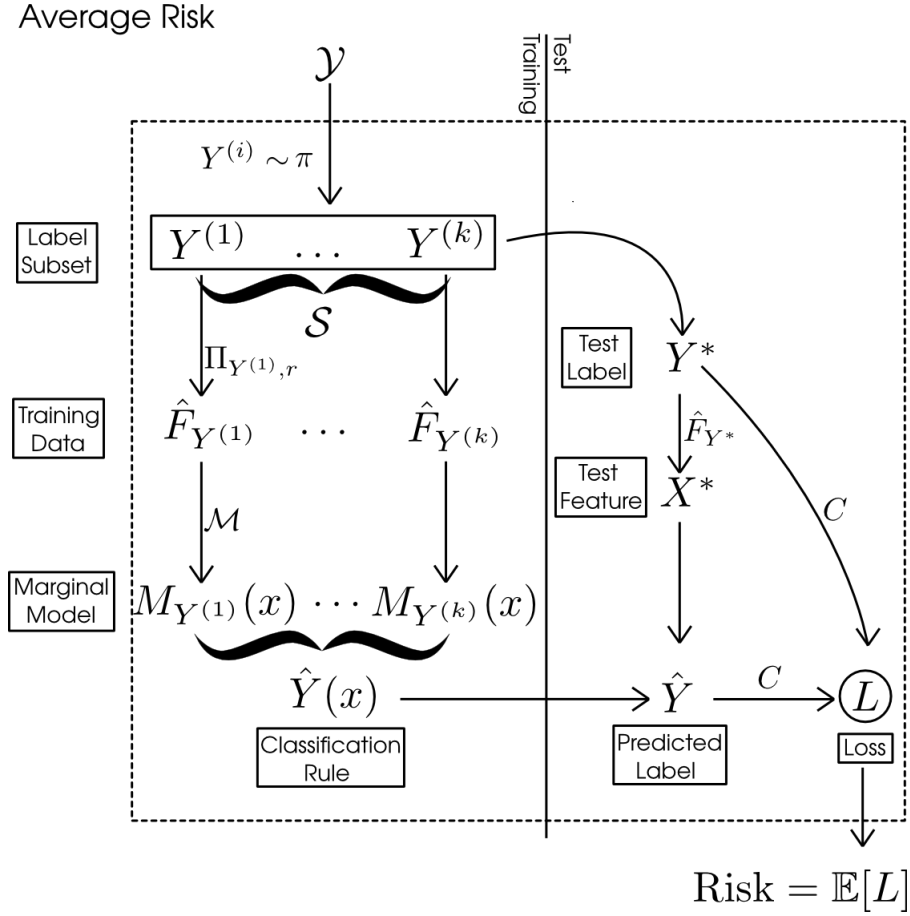 Average Risk
𝒴
Test
Training
Y^{(i)} ∼ π
Label
Subset
Y^{(1)} … Y^{(k)}
𝒮
Π_{Y^{(1)},r}
Test
Label
Y^*
Training
Data
F̂_{Y^{(1)}} … F̂_{Y^{(k)}}
F̂_{Y^*}
Test
Feature
X^*
C
ℳ
Marginal
Model
M_{Y^{(1)}}(x) ⋯ M_{Y^{(k)}}(x)
Ŷ(x)
Ŷ
C
L
Classification
Rule
Predicted
Label
Loss
Risk = 𝔼[L]